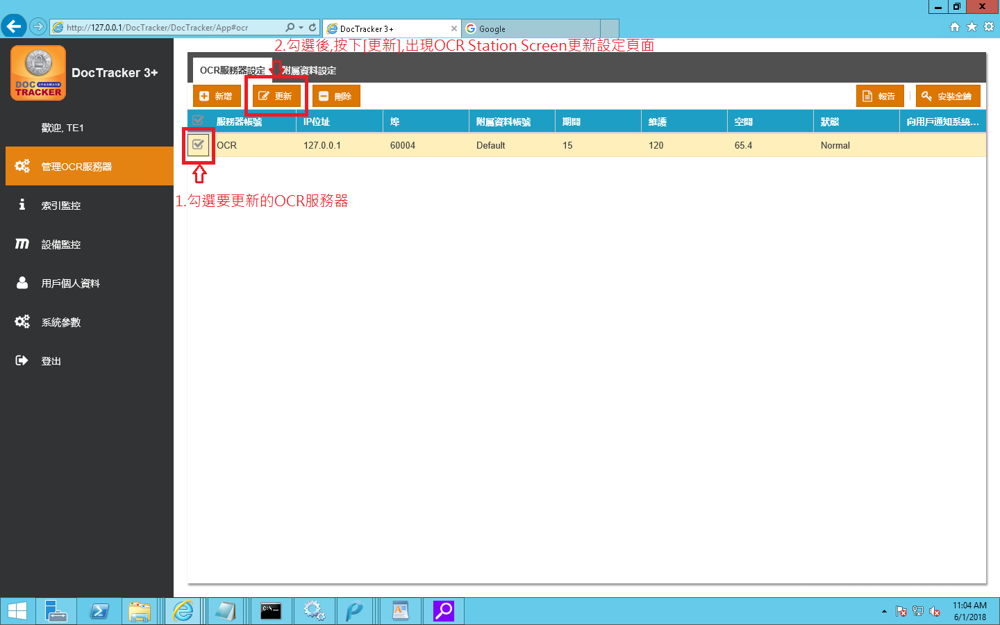 http://127.0.0.1/DocTracker/DocTracker/App#ocr
DocTracker 3+
Google
2.勾選後,按下[更新],出現OCR Station Screen更新設定頁面
DOC
TRACKER
DocTracker 3+
歡迎, TE1
管理OCR服務器
索引監控
設備監控
用戶個人資料
系統參數
登出
OCR服務器設定 附屬資料設定
新增 更新 刪除 報告 安裝金鑰
服務器帳號 IP位址 埠 附屬資料帳號 期間 維護 空間 狀態 向用戶通知系統...
OCR 127.0.0.1 60004 Default 15 120 65.4 Normal
1.勾選要更新的OCR服務器
11:04 AM
6/1/2018